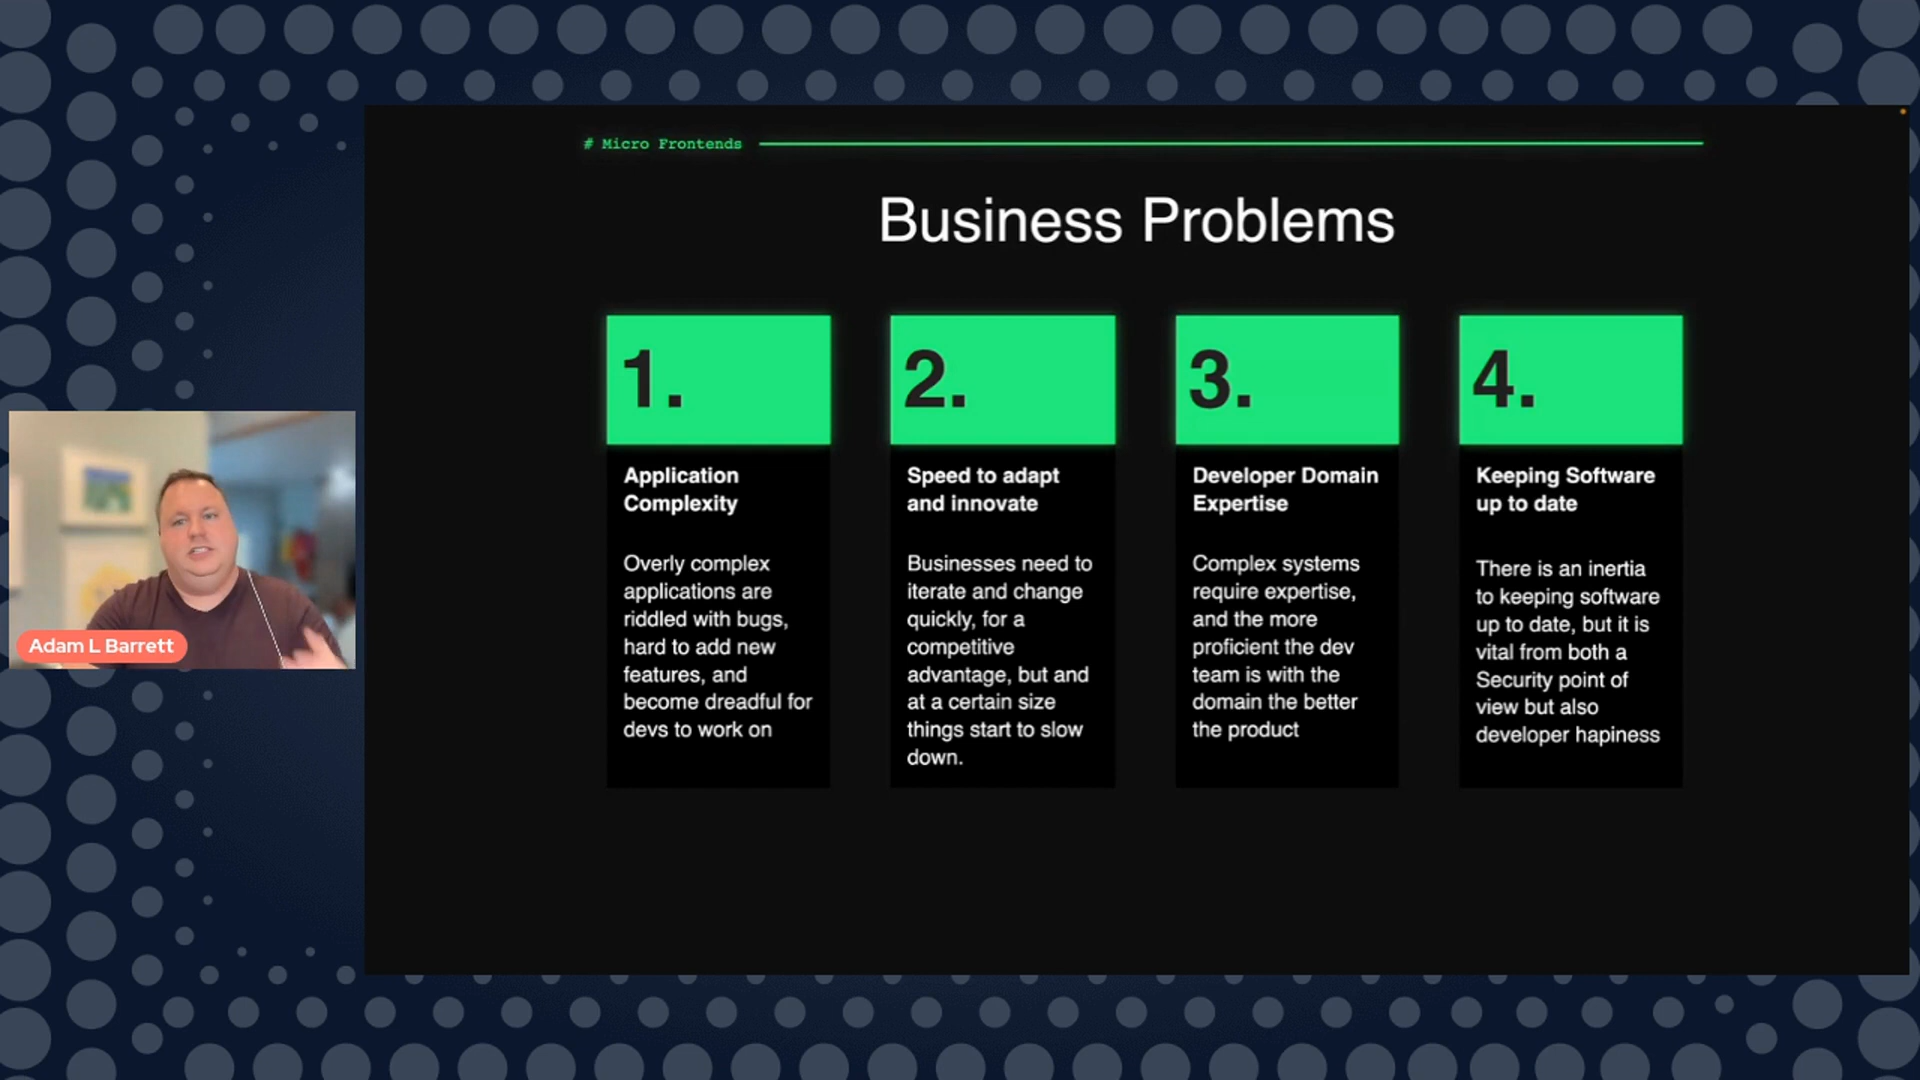 # Micro Frontends
Business Problems
1.
Application
Complexity
Overly complex
applications are
riddled with bugs,
hard to add new
features, and
become dreadful for
devs to work on
2.
Speed to adapt
and innovate
Businesses need to
iterate and change
quickly, for a
competitive
advantage, but and
at a certain size
things start to slow
down.
3.
Developer Domain
Expertise
Complex systems
require expertise,
and the more
proficient the dev
team is with the
domain the better
the product
4.
Keeping Software
up to date
There is an inertia
to keeping software
up to date, but it is
vital from both a
Security point of
view but also
developer hapiness
Adam L Barrett